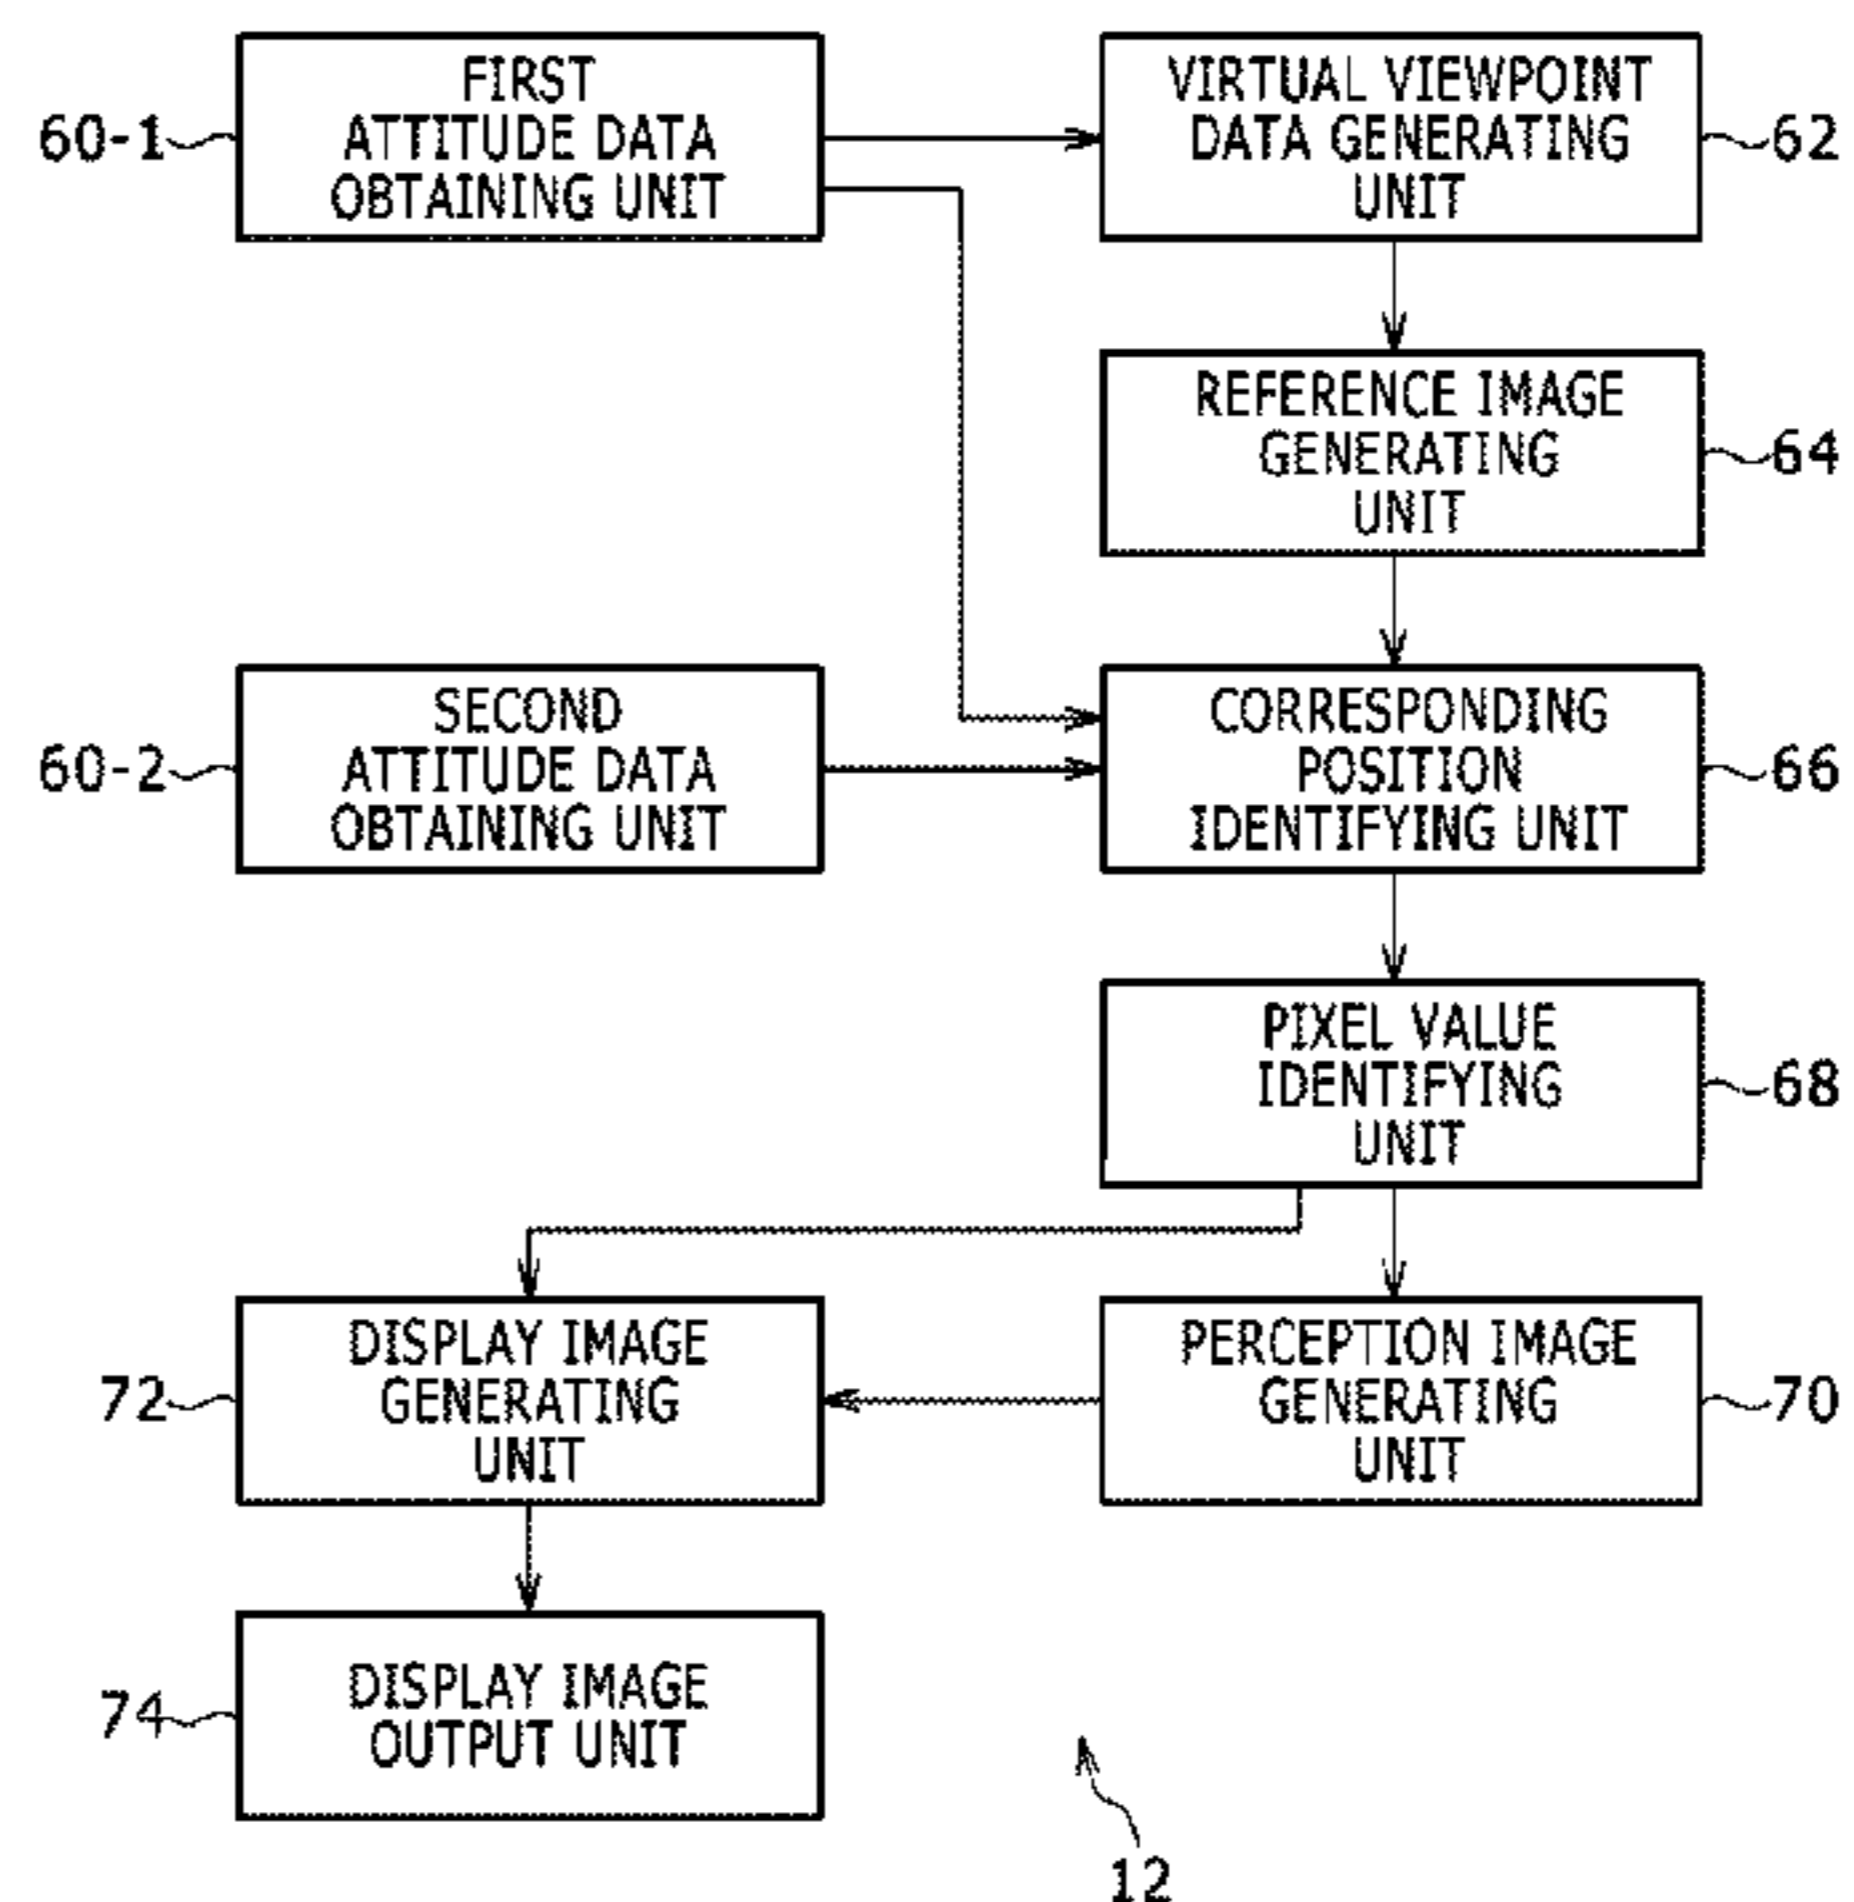 FIRST
ATTITUDE DATA
OBTAINING UNIT
60-1
VIRTUAL VIEWPOINT
DATA GENERATING
UNIT
62
REFERENCE IMAGE
GENERATING
UNIT
64
SECOND
ATTITUDE DATA
OBTAINING UNIT
60-2
CORRESPONDING
POSITION
IDENTIFYING UNIT
66
PIXEL VALUE
IDENTIFYING
UNIT
68
DISPLAY IMAGE
GENERATING
UNIT
72
PERCEPTION IMAGE
GENERATING
UNIT
70
DISPLAY IMAGE
OUTPUT UNIT
74
12